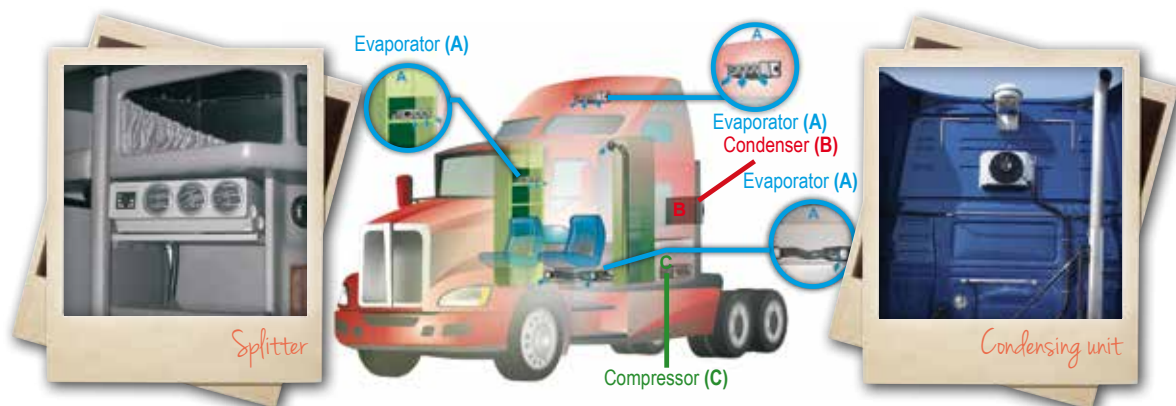 Evaporator (A)
A
A
Evaporator (A)
Condenser (B)
Evaporator (A)
A
B
C
Splitter
Condensing unit
Compressor (C)